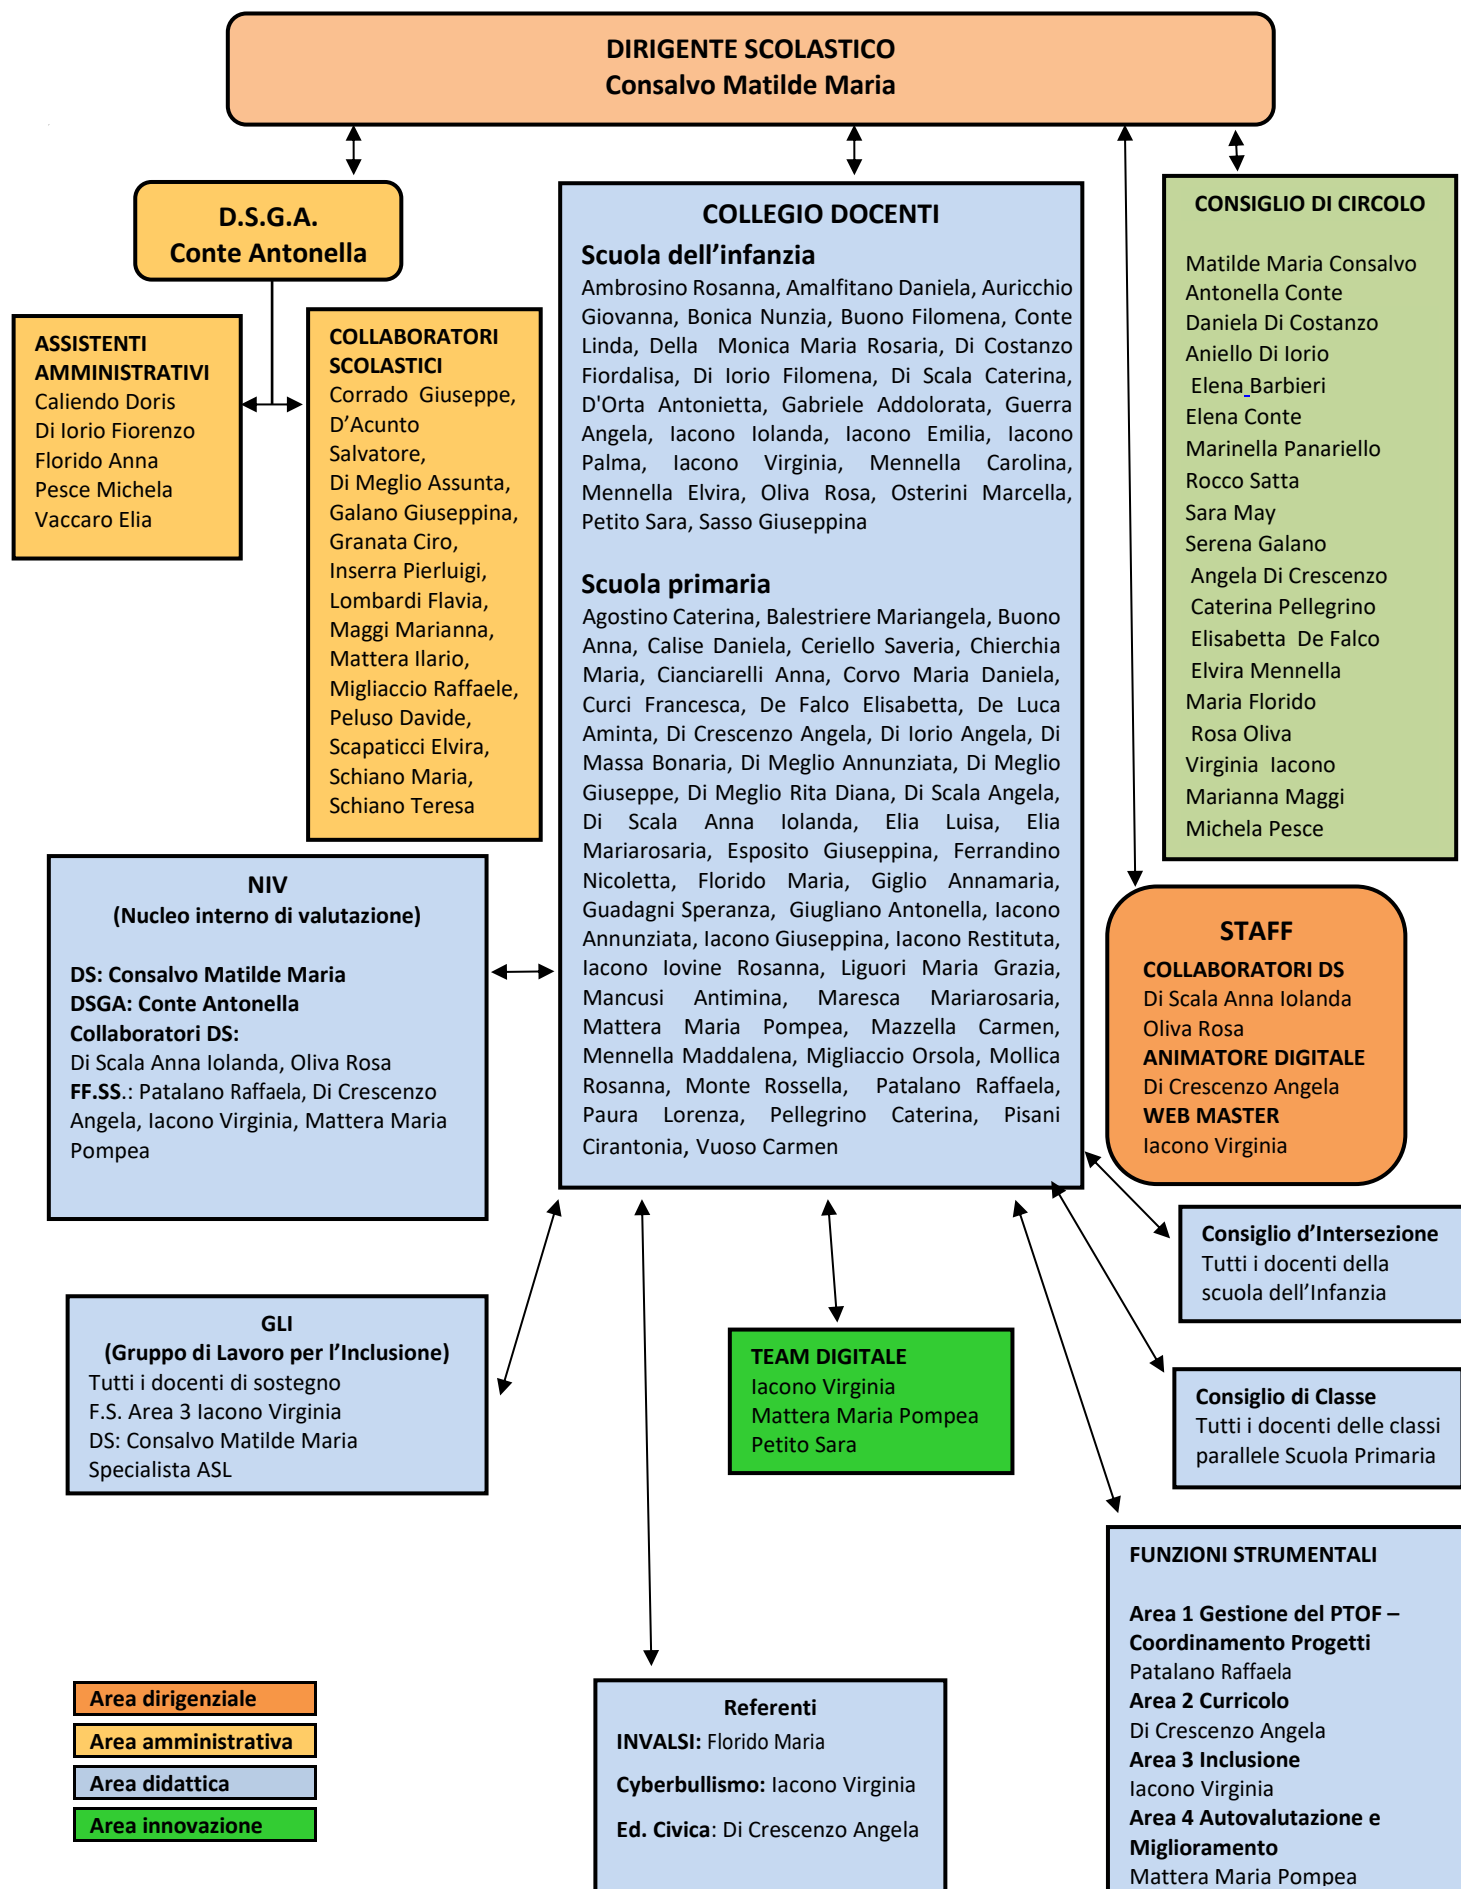 DIRIGENTE SCOLASTICO
Consalvo Matilde Maria
D.S.G.A.
Conte Antonella
ASSISTENTI
AMMINISTRATIVI
Caliendo Doris
Di Iorio Fiorenzo
Florido Anna
Pesce Michela
Vaccaro Elia
COLLABORATORI
SCOLASTICI
Corrado Giuseppe,
D’Acunto
Salvatore,
Di Meglio Assunta,
Galano Giuseppina,
Granata Ciro,
Inserra Pierluigi,
Lombardi Flavia,
Maggi Marianna,
Mattera Ilario,
Migliaccio Raffaele,
Peluso Davide,
Scapaticci Elvira,
Schiano Maria,
Schiano Teresa
COLLEGIO DOCENTI
Scuola dell’infanzia
Ambrosino Rosanna, Amalfitano Daniela, Auricchio
Giovanna, Bonica Nunzia, Buono Filomena, Conte
Linda, Della Monica Maria Rosaria, Di Costanzo
Fiordalisa, Di Iorio Filomena, Di Scala Caterina,
D'Orta Antonietta, Gabriele Addolorata, Guerra
Angela, Iacono Iolanda, Iacono Emilia, Iacono
Palma, Iacono Virginia, Mennella Carolina,
Mennella Elvira, Oliva Rosa, Osterini Marcella,
Petito Sara, Sasso Giuseppina
Scuola primaria
Agostino Caterina, Balestriere Mariangela, Buono
Anna, Calise Daniela, Ceriello Saveria, Chierchia
Maria, Cianciarelli Anna, Corvo Maria Daniela,
Curci Francesca, De Falco Elisabetta, De Luca
Aminta, Di Crescenzo Angela, Di Iorio Angela, Di
Massa Bonaria, Di Meglio Annunziata, Di Meglio
Giuseppe, Di Meglio Rita Diana, Di Scala Angela,
Di Scala Anna Iolanda, Elia Luisa, Elia
Mariarosaria, Esposito Giuseppina, Ferrandino
Nicoletta, Florido Maria, Giglio Annamaria,
Guadagni Speranza, Giugliano Antonella, Iacono
Annunziata, Iacono Giuseppina, Iacono Restituta,
Iacono Iovine Rosanna, Liguori Maria Grazia,
Mancusi Antimina, Maresca Mariarosaria,
Mattera Maria Pompea, Mazzella Carmen,
Mennella Maddalena, Migliaccio Orsola, Mollica
Rosanna, Monte Rossella, Patalano Raffaela,
Paura Lorenza, Pellegrino Caterina, Pisani
Cirantonia, Vuoso Carmen
CONSIGLIO DI CIRCOLO
Matilde Maria Consalvo
Antonella Conte
Daniela Di Costanzo
Aniello Di Iorio
Elena Barbieri
Elena Conte
Marinella Panariello
Rocco Satta
Sara May
Serena Galano
Angela Di Crescenzo
Caterina Pellegrino
Elisabetta De Falco
Elvira Mennella
Maria Florido
Rosa Oliva
Virginia Iacono
Marianna Maggi
Michela Pesce
NIV
(Nucleo interno di valutazione)
DS: Consalvo Matilde Maria
DSGA: Conte Antonella
Collaboratori DS:
Di Scala Anna Iolanda, Oliva Rosa
FF.SS.: Patalano Raffaela, Di Crescenzo
Angela, Iacono Virginia, Mattera Maria
Pompea
STAFF
COLLABORATORI DS
Di Scala Anna Iolanda
Oliva Rosa
ANIMATORE DIGITALE
Di Crescenzo Angela
WEB MASTER
Iacono Virginia
Consiglio d’Intersezione
Tutti i docenti della
scuola dell’Infanzia
GLI
(Gruppo di Lavoro per l’Inclusione)
Tutti i docenti di sostegno
F.S. Area 3 Iacono Virginia
DS: Consalvo Matilde Maria
Specialista ASL
TEAM DIGITALE
Iacono Virginia
Mattera Maria Pompea
Petito Sara
Consiglio di Classe
Tutti i docenti delle classi
parallele Scuola Primaria
FUNZIONI STRUMENTALI
Area 1 Gestione del PTOF –
Coordinamento Progetti
Patalano Raffaela
Area 2 Curricolo
Di Crescenzo Angela
Area 3 Inclusione
Iacono Virginia
Area 4 Autovalutazione e
Miglioramento
Mattera Maria Pompea
Referenti
INVALSI: Florido Maria
Cyberbullismo: Iacono Virginia
Ed. Civica: Di Crescenzo Angela
Area dirigenziale
Area amministrativa
Area didattica
Area innovazione